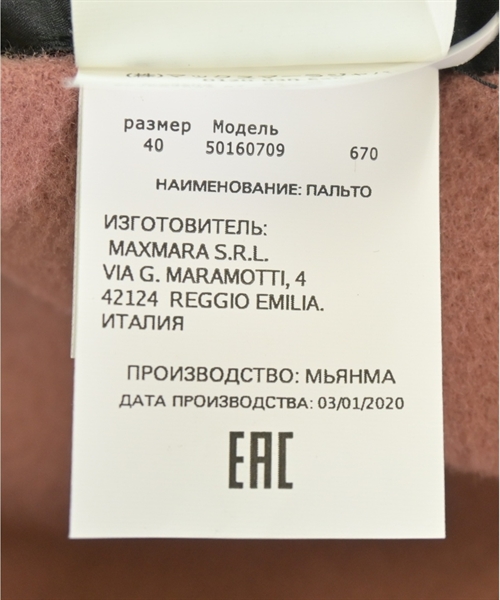 размер Модель
40 50160709 670
НАИМЕНОВАНИЕ: ПАЛЬТО
ИЗГОТОВИТЕЛЬ:
MAXMARA S.R.L.
VIA G. MARAMOTTI, 4
42124 REGGIO EMILIA.
ИТАЛИЯ
ПРОИЗВОДСТВО: МЬЯНМА
ДАТА ПРОИЗВОДСТВА: 03/01/2020
EAC